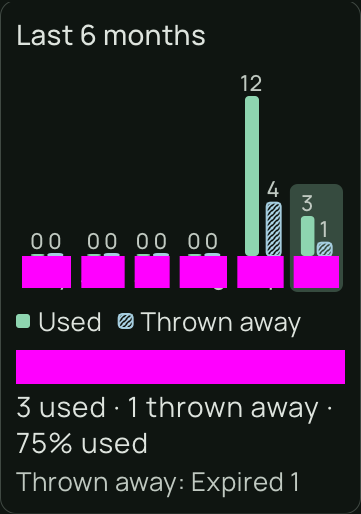 Last 6 months
12
4
3
1
0 0 0 0 0 0 0 0
Used Thrown away
3 used · 1 thrown away ·
75% used
Thrown away: Expired 1